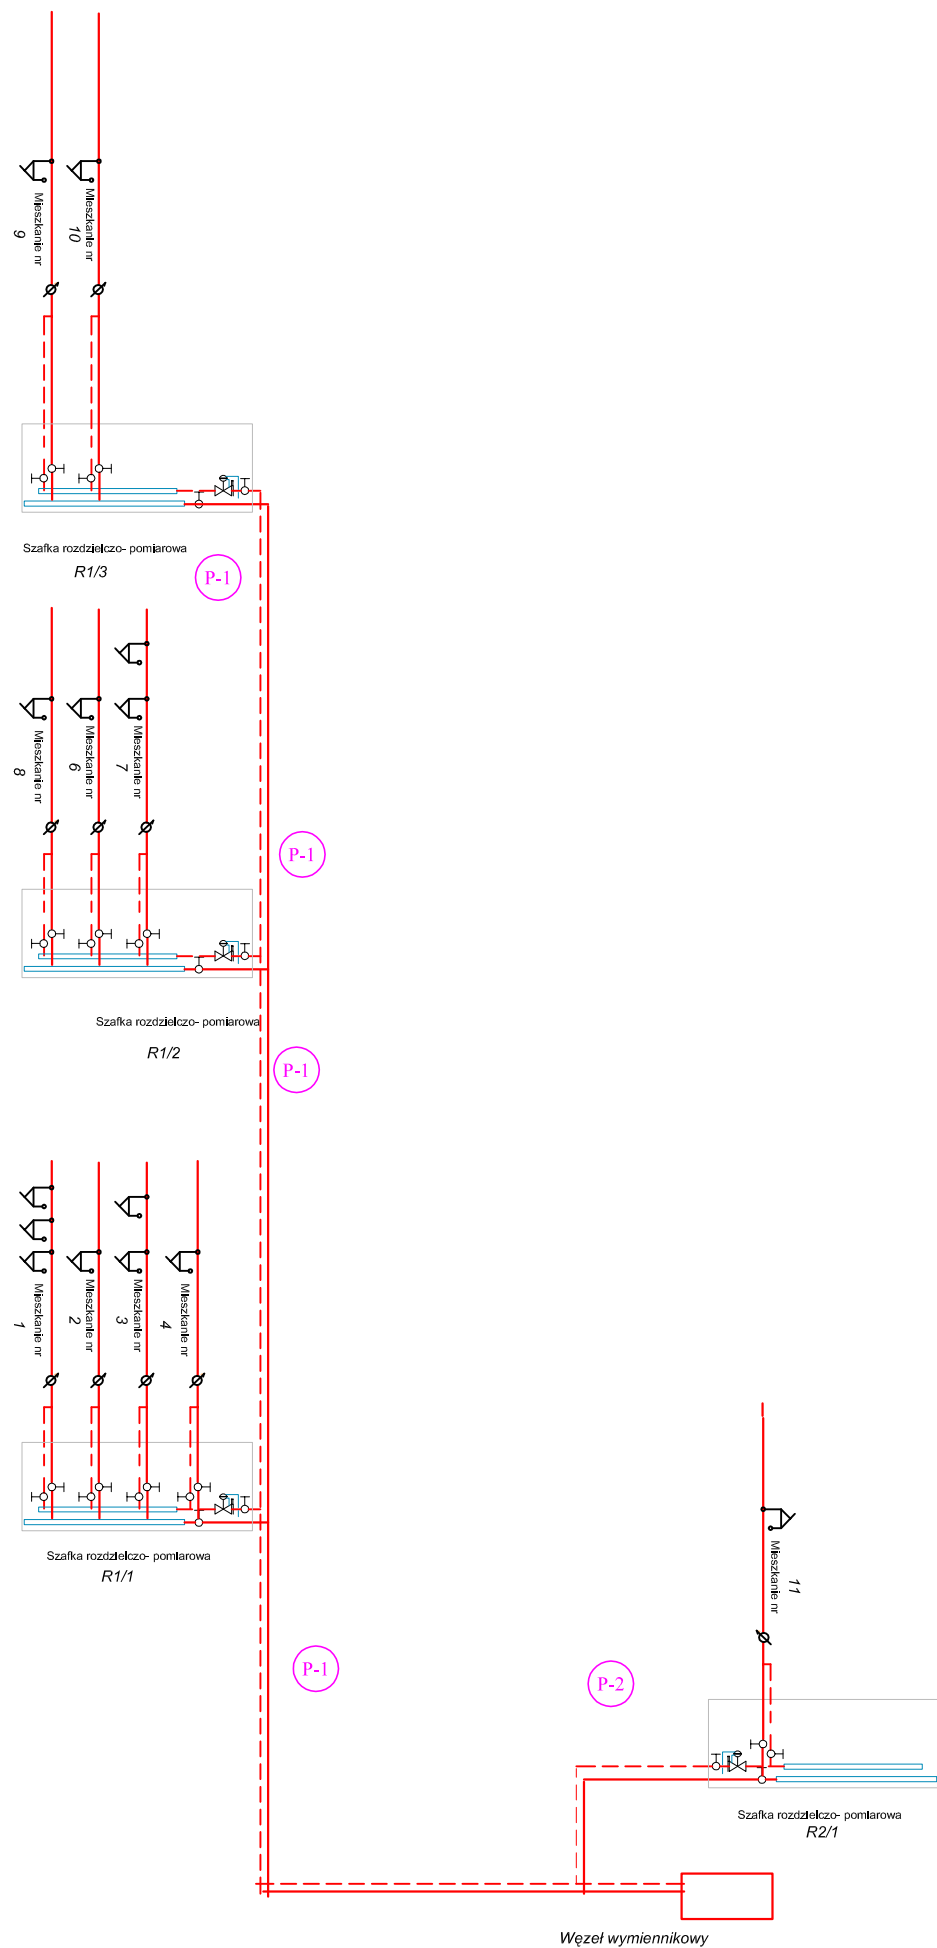 Mieszkanie nr
9
Mieszkanie nr
10
Szafka rozdzielczo- pomiarowa
R1/3
P-1
Mieszkanie nr
8
Mieszkanie nr
6
Mieszkanie nr
7
P-1
Szafka rozdzielczo- pomiarowa
R1/2
P-1
Mieszkanie nr
1
Mieszkanie nr
2
Mieszkanie nr
3
Mieszkanie nr
4
Szafka rozdzielczo- pomiarowa
R1/1
P-1
P-2
Mieszkanie nr
11
Szafka rozdzielczo- pomiarowa
R2/1
Węzeł wymiennikowy